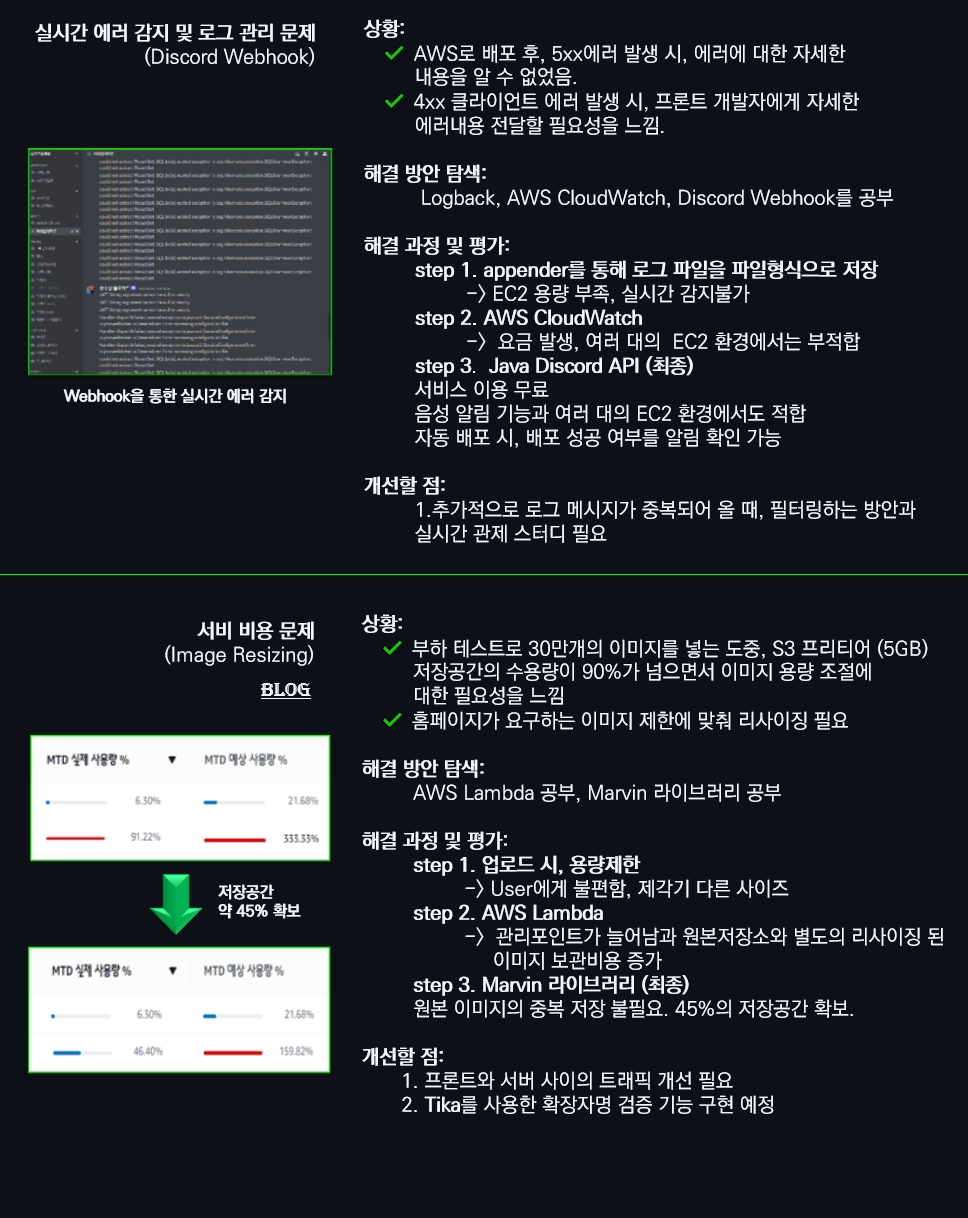 실시간 에러 감지 및 로그 관리 문제
(Discord Webhook)
Webhook을 통한 실시간 에러 감지
상황:
AWS로 배포 후, 5xx에러 발생 시, 에러에 대한 자세한
내용을 알 수 없었음.
4xx 클라이언트 에러 발생 시, 프론트 개발자에게 자세한
에러내용 전달할 필요성을 느낌.
해결 방안 탐색:
Logback, AWS CloudWatch, Discord Webhook를 공부
해결 과정 및 평가:
step 1. appender를 통해 로그 파일을 파일형식으로 저장
-> EC2 용량 부족, 실시간 감지불가
step 2. AWS CloudWatch
-> 요금 발생, 여러 대의 EC2 환경에서는 부적합
step 3. Java Discord API (최종)
서비스 이용 무료
음성 알림 기능과 여러 대의 EC2 환경에서도 적합
자동 배포 시, 배포 성공 여부를 알림 확인 가능
개선할 점:
1.추가적으로 로그 메시지가 중복되어 올 때, 필터링하는 방안과
실시간 관제 스터디 필요
서비 비용 문제
(Image Resizing)
BLOG
MTD 실제 사용량 % ▼ MTD 예상 사용량 %
6.30% 21.68%
91.22% 333.33%
저장공간
약 45% 확보
MTD 실제 사용량 % ▼ MTD 예상 사용량 %
6.30% 21.68%
46.40% 159.82%
상황:
부하 테스트로 30만개의 이미지를 넣는 도중, S3 프리티어 (5GB)
저장공간의 수용량이 90%가 넘으면서 이미지 용량 조절에
대한 필요성을 느낌
홈페이지가 요구하는 이미지 제한에 맞춰 리사이징 필요
해결 방안 탐색:
AWS Lambda 공부, Marvin 라이브러리 공부
해결 과정 및 평가:
step 1. 업로드 시, 용량제한
-> User에게 불편함, 제각기 다른 사이즈
step 2. AWS Lambda
-> 관리포인트가 늘어남과 원본저장소와 별도의 리사이징 된
이미지 보관비용 증가
step 3. Marvin 라이브러리 (최종)
원본 이미지의 중복 저장 불필요. 45%의 저장공간 확보.
개선할 점:
1. 프론트와 서버 사이의 트래픽 개선 필요
2. Tika를 사용한 확장자명 검증 기능 구현 예정